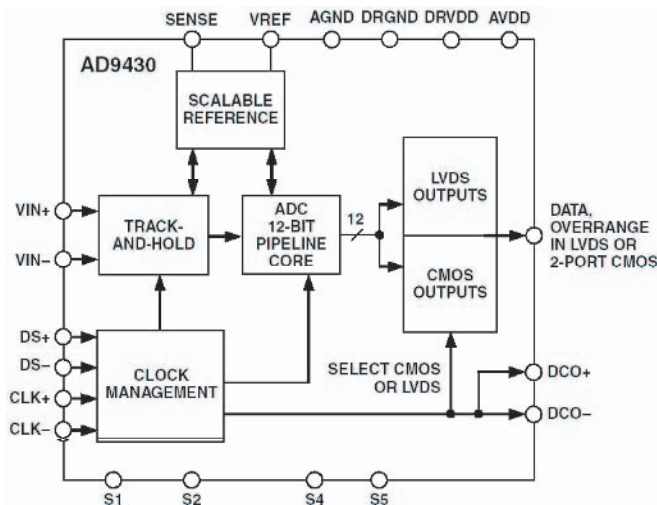 SENSE VREF AGND DRGND DRVDD AVDD
AD9430
SCALABLE
REFERENCE
VIN+
VIN–
TRACK-
AND-HOLD
ADC
12-BIT
PIPELINE
CORE
12
LVDS
OUTPUTS
CMOS
OUTPUTS
DATA,
OVERRANGE
IN LVDS OR
2-PORT CMOS
DS+
DS–
CLK+
CLK–
CLOCK
MANAGEMENT
SELECT CMOS
OR LVDS
DCO+
DCO–
S1 S2 S4 S5